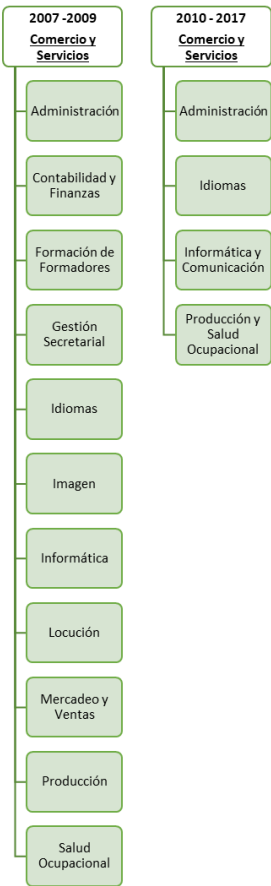 2007 -2009
Comercio y
Servicios
Administración
Contabilidad y
Finanzas
Formación de
Formadores
Gestión
Secretarial
Idiomas
Imagen
Informática
Locución
Mercadeo y
Ventas
Producción
Salud
Ocupacional
2010 - 2017
Comercio y
Servicios
Administración
Idiomas
Informática y
Comunicación
Producción y
Salud
Ocupacional